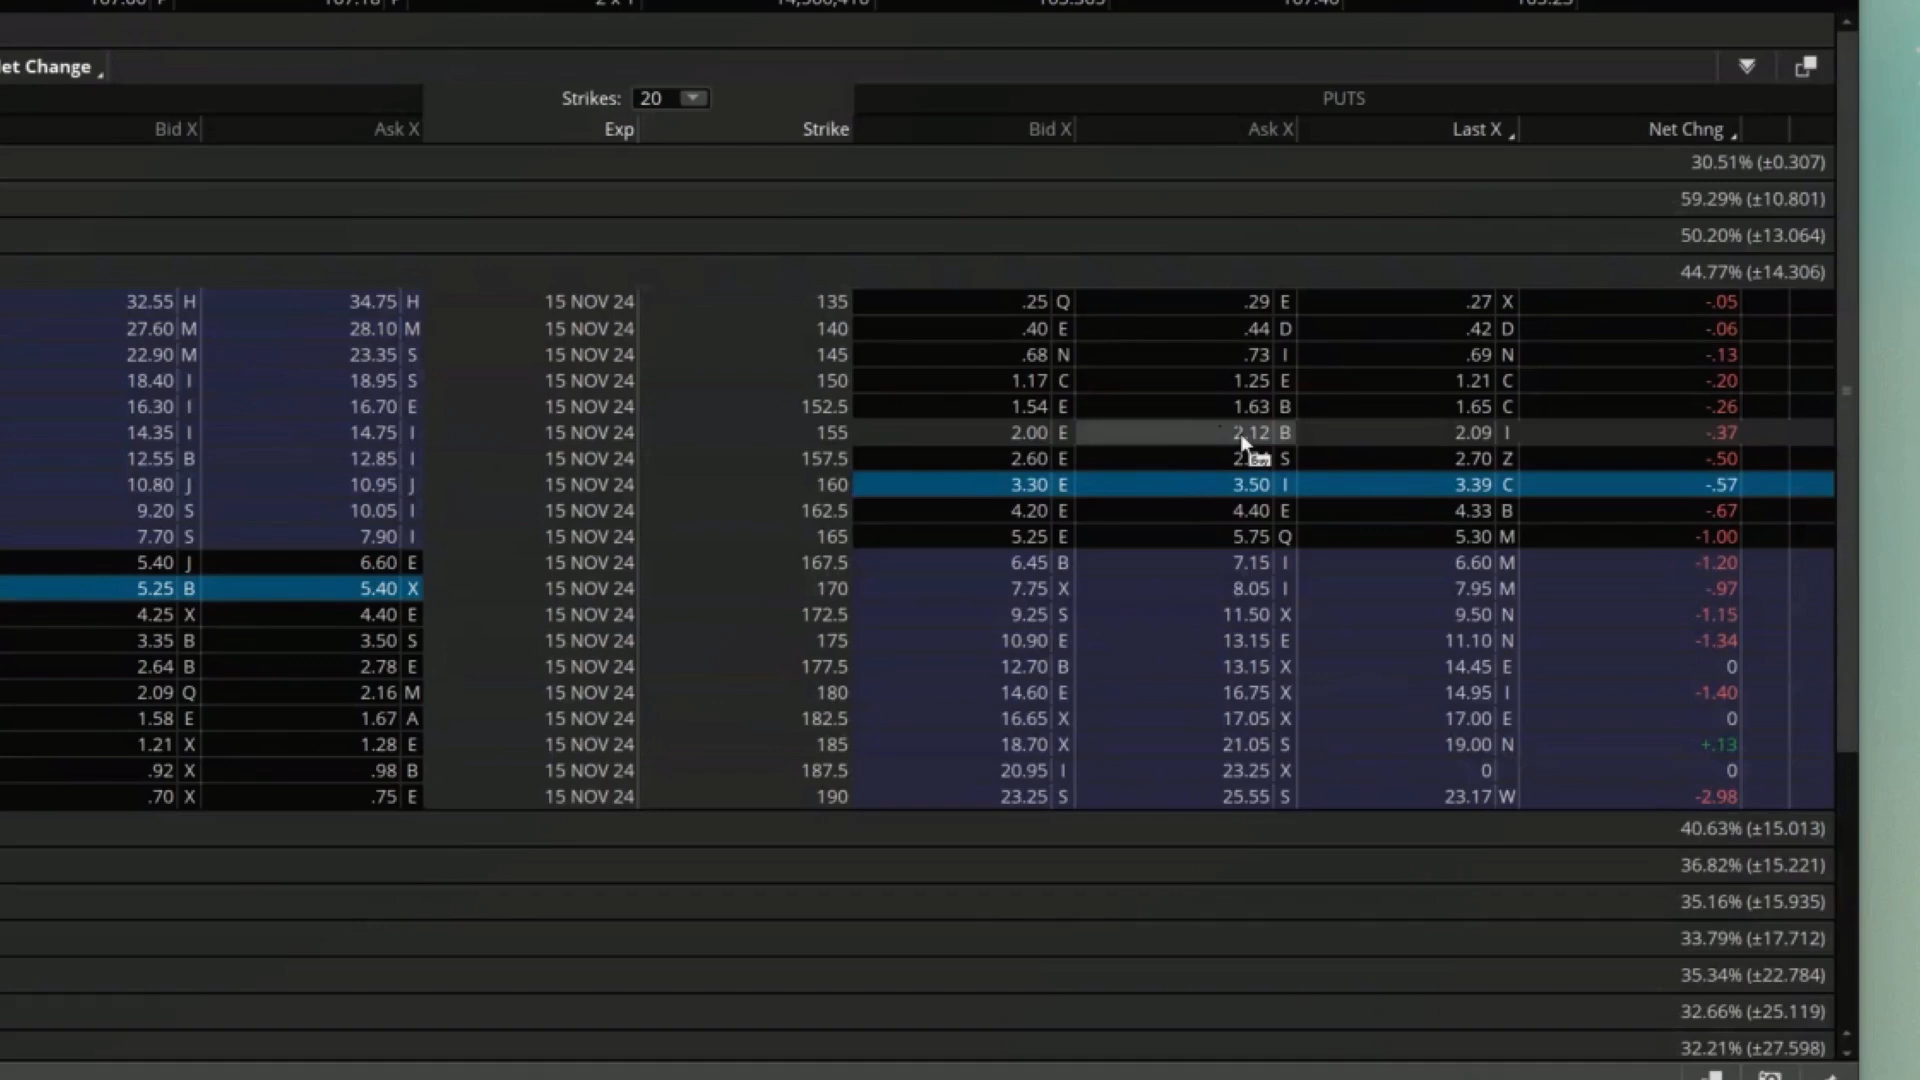 Net Change
Strikes: 20 PUTS
Bid X Ask X Exp Strike Bid X Ask X Last X Net Chng
30.51% (±0.307)
59.29% (±10.801)
50.20% (±13.064)
44.77% (±14.306)
32.55 H 34.75 H 15 NOV 24 135 .25 Q .29 E .27 X -.05
27.60 M 28.10 M 15 NOV 24 140 .40 E .44 D .42 D -.06
22.90 M 23.35 S 15 NOV 24 145 .68 N .73 I .69 N -.13
18.40 I 18.95 S 15 NOV 24 150 1.17 C 1.25 E 1.21 C -.20
16.30 I 16.70 E 15 NOV 24 152.5 1.54 E 1.63 B 1.65 C -.26
14.35 I 14.75 I 15 NOV 24 155 2.00 E 2.12 B 2.09 I -.37
12.55 B 12.85 I 15 NOV 24 157.5 2.60 E S 2.70 Z -.50
10.80 J 10.95 J 15 NOV 24 160 3.30 E 3.50 I 3.39 C -.57
9.20 S 10.05 I 15 NOV 24 162.5 4.20 E 4.40 E 4.33 B -.67
7.70 S 7.90 I 15 NOV 24 165 5.25 E 5.75 Q 5.30 M -1.00
5.40 J 6.60 E 15 NOV 24 167.5 6.45 B 7.15 I 6.60 M -1.20
5.25 B 5.40 X 15 NOV 24 170 7.75 X 8.05 I 7.95 M -.97
4.25 X 4.40 E 15 NOV 24 172.5 9.25 S 11.50 X 9.50 N -1.15
3.35 B 3.50 S 15 NOV 24 175 10.90 E 13.15 E 11.10 N -1.34
2.64 B 2.78 E 15 NOV 24 177.5 12.70 B 13.15 X 14.45 E 0
2.09 Q 2.16 M 15 NOV 24 180 14.60 E 16.75 X 14.95 I -1.40
1.58 E 1.67 A 15 NOV 24 182.5 16.65 X 17.05 X 17.00 E 0
1.21 X 1.28 E 15 NOV 24 185 18.70 X 21.05 S 19.00 N +.13
.92 X .98 B 15 NOV 24 187.5 20.95 I 23.25 X 0 0
.70 X .75 E 15 NOV 24 190 23.25 S 25.55 S 23.17 W -2.98
40.63% (±15.013)
36.82% (±15.221)
35.16% (±15.935)
33.79% (±17.712)
35.34% (±22.784)
32.66% (±25.119)
32.21% (±27.598)